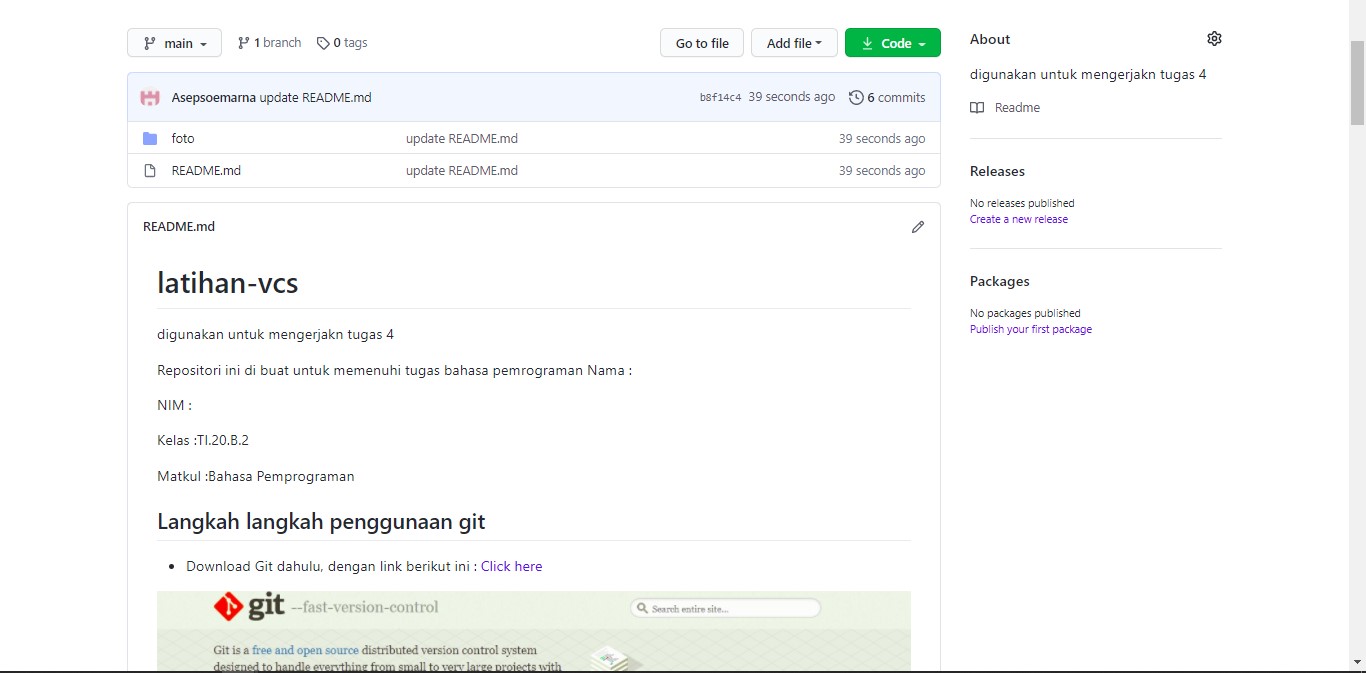 main
1 branch
0 tags
Go to file
Add file
Code
Asepsoemarna update README.md
b8f14c4 39 seconds ago
6 commits
foto update README.md 39 seconds ago
README.md update README.md 39 seconds ago
README.md
latihan-vcs
digunakan untuk mengerjakn tugas 4
Repositori ini di buat untuk memenuhi tugas bahasa pemrograman Nama :
NIM :
Kelas :TI.20.B.2
Matkul :Bahasa Pemprograman
Langkah langkah penggunaan git
Download Git dahulu, dengan link berikut ini : Click here
git --fast-version-control
Search entire site...
Git is a free and open source distributed version control system
designed to handle everything from small to very large projects with
About
digunakan untuk mengerjakn tugas 4
Readme
Releases
No releases published
Create a new release
Packages
No packages published
Publish your first package